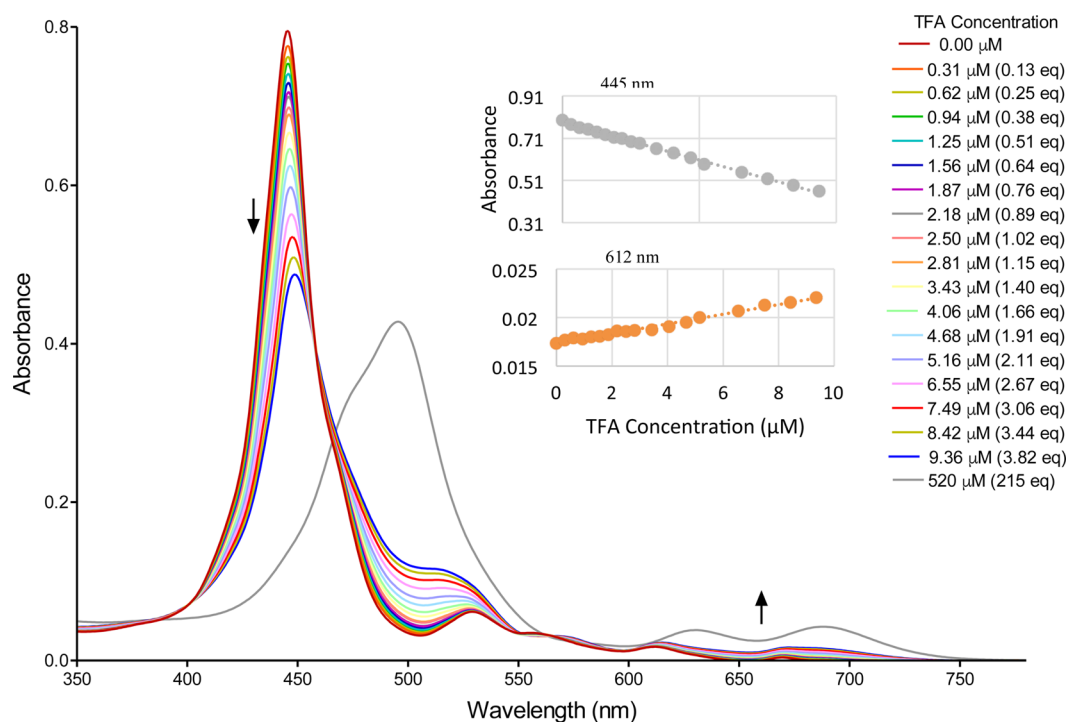 TFA Concentration
0.00 μM
0.31 μM (0.13 eq)
0.62 μM (0.25 eq)
0.94 μM (0.38 eq)
1.25 μM (0.51 eq)
1.56 μM (0.64 eq)
1.87 μM (0.76 eq)
2.18 μM (0.89 eq)
2.50 μM (1.02 eq)
2.81 μM (1.15 eq)
3.43 μM (1.40 eq)
4.06 μM (1.66 eq)
4.68 μM (1.91 eq)
5.16 μM (2.11 eq)
6.55 μM (2.67 eq)
7.49 μM (3.06 eq)
8.42 μM (3.44 eq)
9.36 μM (3.82 eq)
520 μM (215 eq)
445 nm
0.91
0.71
0.51
0.31
Absorbance
612 nm
0.025
0.02
0.015
0 2 4 6 8 10
TFA Concentration (μM)
0.8
0.6
0.4
0.2
0.0
Absorbance
350 400 450 500 550 600 650 700 750
Wavelength (nm)